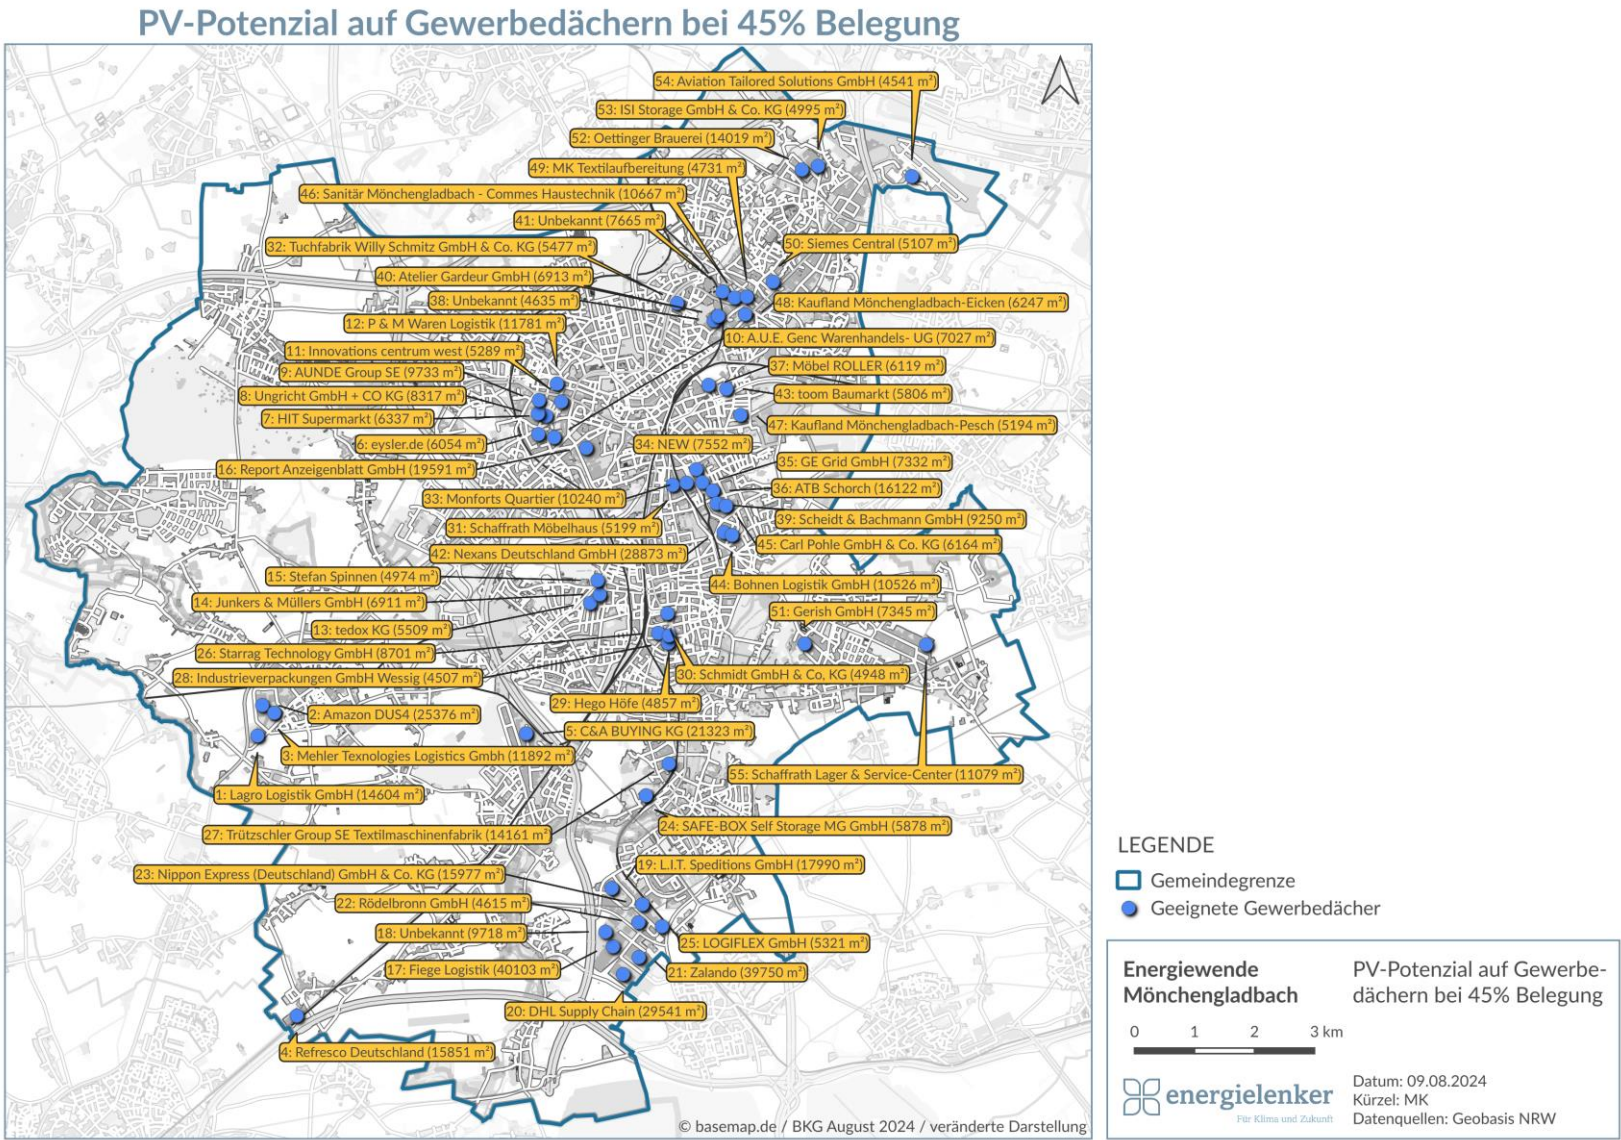 PV-Potenzial auf Gewerbedächern bei 45% Belegung
54: Aviation Tailored Solutions GmbH (4541 m²)
53: ISI Storage GmbH & Co. KG (4995 m²)
52: Oettinger Brauerei (14019 m²)
49: MK Textilaufbereitung (4731 m²)
46: Sanitär Mönchengladbach - Commes Haustechnik (10667 m²)
41: Unbekannt (7665 m²)
50: Siemes Central (5107 m²)
32: Tuchfabrik Willy Schmitz GmbH & Co. KG (5477 m²)
40: Atelier Gardeur GmbH (6913 m²)
38: Unbekannt (4635 m²)
48: Kaufland Mönchengladbach-Eicken (6247 m²)
12: P & M Waren Logistik (11781 m²)
10: A.U.E. Genc Warenhandels- UG (7027 m²)
11: Innovations centrum west (5289 m²)
37: Möbel ROLLER (6119 m²)
9: AUNDE Group SE (9733 m²)
43: toom Baumarkt (5806 m²)
8: Ungricht GmbH + CO KG (8317 m²)
7: HIT Supermarkt (6337 m²)
47: Kaufland Mönchengladbach-Pesch (5194 m²)
6: eysler.de (6054 m²)
34: NEW (7552 m²)
16: Report Anzeigenblatt GmbH (19591 m²)
35: GE Grid GmbH (7332 m²)
36: ATB Schorch (16122 m²)
33: Monforts Quartier (10240 m²)
39: Scheidt & Bachmann GmbH (9250 m²)
31: Schaffrath Möbelhaus (5199 m²)
45: Carl Pohle GmbH & Co. KG (6164 m²)
42: Nexans Deutschland GmbH (28873 m²)
15: Stefan Spinnen (4974 m²)
44: Bohnen Logistik GmbH (10526 m²)
14: Junkers & Müllers GmbH (6911 m²)
51: Gerish GmbH (7345 m²)
13: tedox KG (5509 m²)
26: Starrag Technology GmbH (8701 m²)
28: Industrieverpackungen GmbH Wessig (4507 m²)
30: Schmidt GmbH & Co, KG (4948 m²)
29: Hego Höfe (4857 m²)
2: Amazon DUS4 (25376 m²)
5: C&A BUYING KG (21323 m²)
3: Mehler Texnologies Logistics Gmbh (11892 m²)
55: Schaffrath Lager & Service-Center (11079 m²)
1: Lagro Logistik GmbH (14604 m²)
24: SAFE-BOX Self Storage MG GmbH (5878 m²)
27: Trützschler Group SE Textilmaschinenfabrik (14161 m²)
19: L.I.T. Speditions GmbH (17990 m²)
23: Nippon Express (Deutschland) GmbH & Co. KG (15977 m²)
22: Rödelbronn GmbH (4615 m²)
18: Unbekannt (9718 m²)
25: LOGIFLEX GmbH (5321 m²)
17: Fiege Logistik (40103 m²)
21: Zalando (39750 m²)
20: DHL Supply Chain (29541 m²)
4: Refresco Deutschland (15851 m²)
© basemap.de / BKG August 2024 / veränderte Darstellung
LEGENDE
Gemeindegrenze
Geeignete Gewerbedächer
Energiewende
Mönchengladbach
PV-Potenzial auf Gewerbe-
dächern bei 45% Belegung
0 1 2 3 km
energielenker
Für Klima und Zukunft
Datum: 09.08.2024
Kürzel: MK
Datenquellen: Geobasis NRW